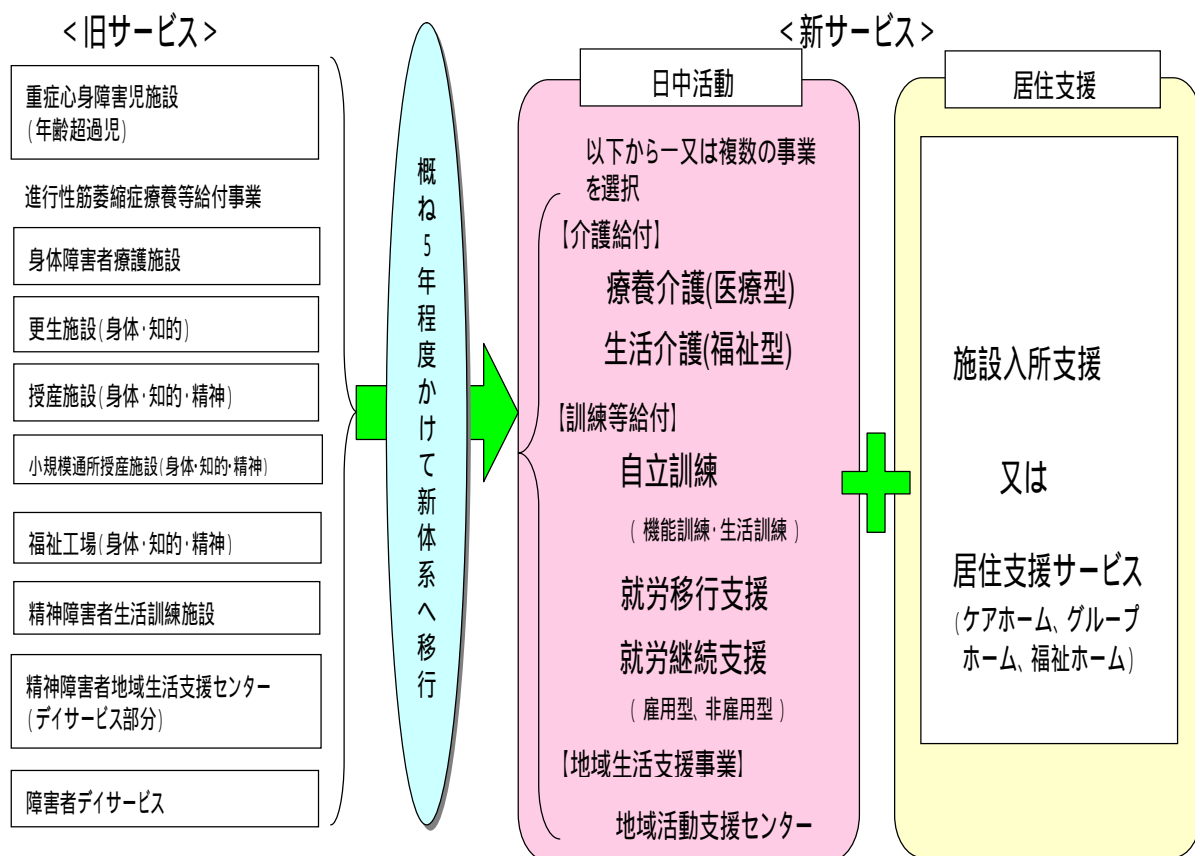 <旧サービス>
重症心身障害児施設
(年齢超過児)
進行性筋萎縮症療養等給付事業
身体障害者療護施設
更生施設(身体・知的)
授産施設(身体・知的・精神)
小規模通所授産施設(身体・知的・精神)
福祉工場(身体・知的・精神)
精神障害者生活訓練施設
精神障害者地域生活支援センター
(デイサービス部分)
障害者デイサービス
概ね5年程度かけて新体系へ移行
<新サービス>
日中活動
以下から一又は複数の事業
を選択
【介護給付】
療養介護(医療型)
生活介護(福祉型)
【訓練等給付】
自立訓練
(機能訓練・生活訓練)
就労移行支援
就労継続支援
(雇用型、非雇用型)
【地域生活支援事業】
地域活動支援センター
居住支援
施設入所支援
又は
居住支援サービス
(ケアホーム、グループ
ホーム、福祉ホーム)